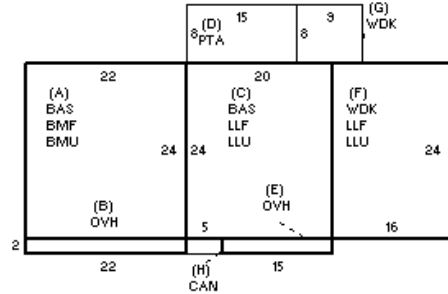 15
9
(G)
WDK
8
(D)
PTA
8
22
20
(A)
BAS
BMF
BMU
(C)
BAS
LLF
LLU
(F)
WDK
LLF
LLU
24
24
24
(B)
OVH
5
(E)
OVH
16
2
22
(H)
CAN
15